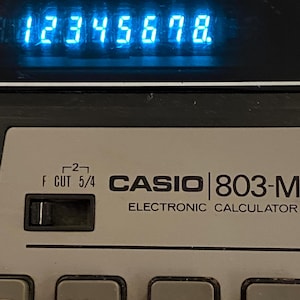 12345678.
2
F CUT 5/4
CASIO 803-M
ELECTRONIC CALCULATOR